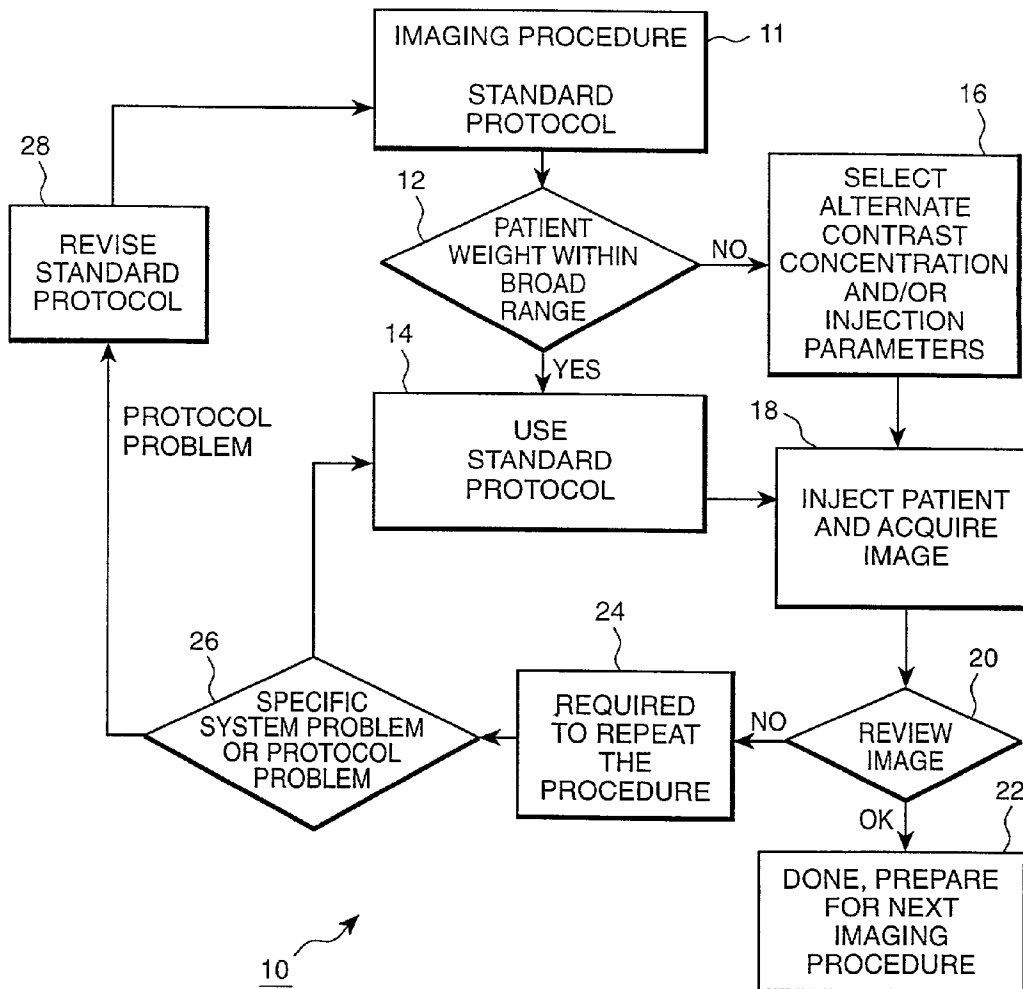 IMAGING PROCEDURE
STANDARD
PROTOCOL
11
12
PATIENT
WEIGHT WITHIN
BROAD
RANGE
NO
YES
16
SELECT
ALTERNATE
CONTRAST
CONCENTRATION
AND/OR
INJECTION
PARAMETERS
28
REVISE
STANDARD
PROTOCOL
14
USE
STANDARD
PROTOCOL
18
INJECT PATIENT
AND ACQUIRE
IMAGE
PROTOCOL
PROBLEM
26
SPECIFIC
SYSTEM PROBLEM
OR PROTOCOL
PROBLEM
24
REQUIRED
TO REPEAT
THE
PROCEDURE
NO
20
REVIEW
IMAGE
OK
22
DONE, PREPARE
FOR NEXT
IMAGING
PROCEDURE
10